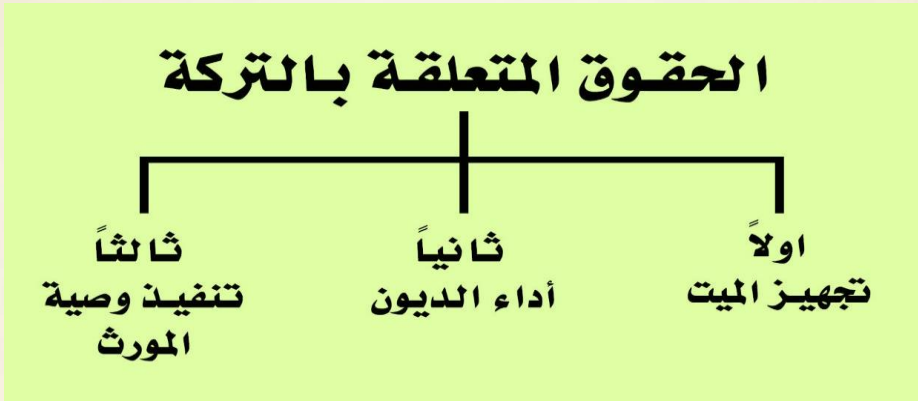 الحقوق المتعلقة بالتركة
اولاً
تجهيز الميت
ثانياً
أداء الديون
ثالثاً
تنفيذ وصية
المورث